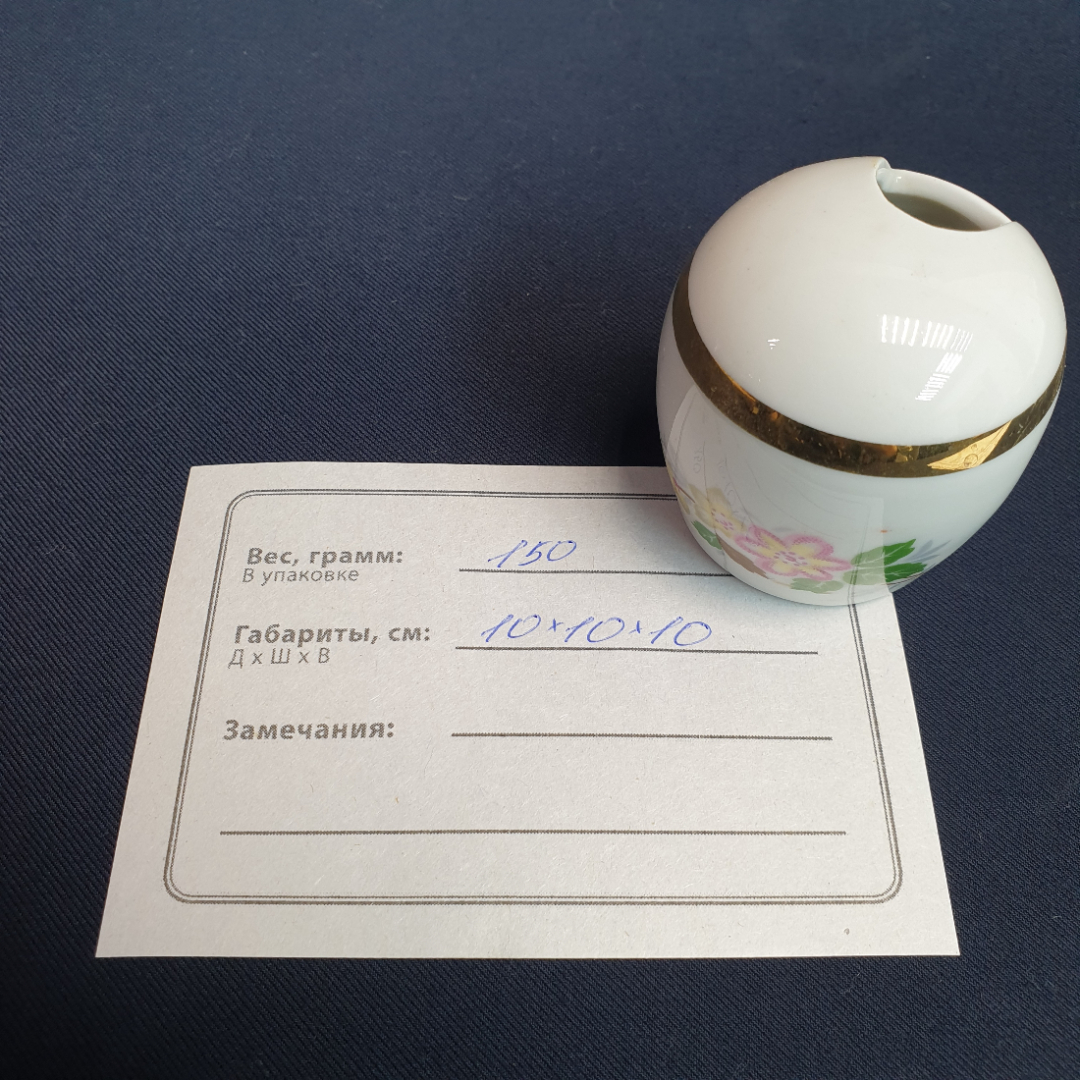 Вес, грамм: 150
В упаковке
Габариты, см: 10×10×10
Д х Ш х В
Замечания: